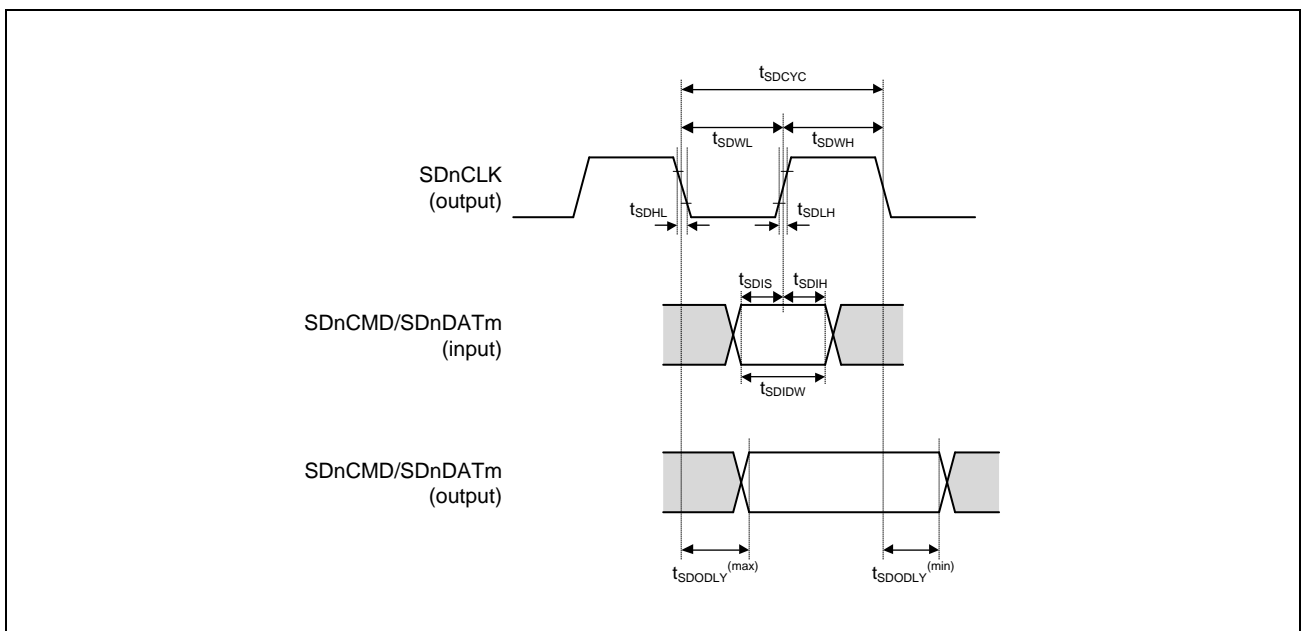 tSDCYC
tSDWL tSDWH
SDnCLK
(output)
tSDHL tSDLH
tSDIS tSDIH
SDnCMD/SDnDATm
(input)
tSDIDW
SDnCMD/SDnDATm
(output)
tSDODLY(max) tSDODLY(min)